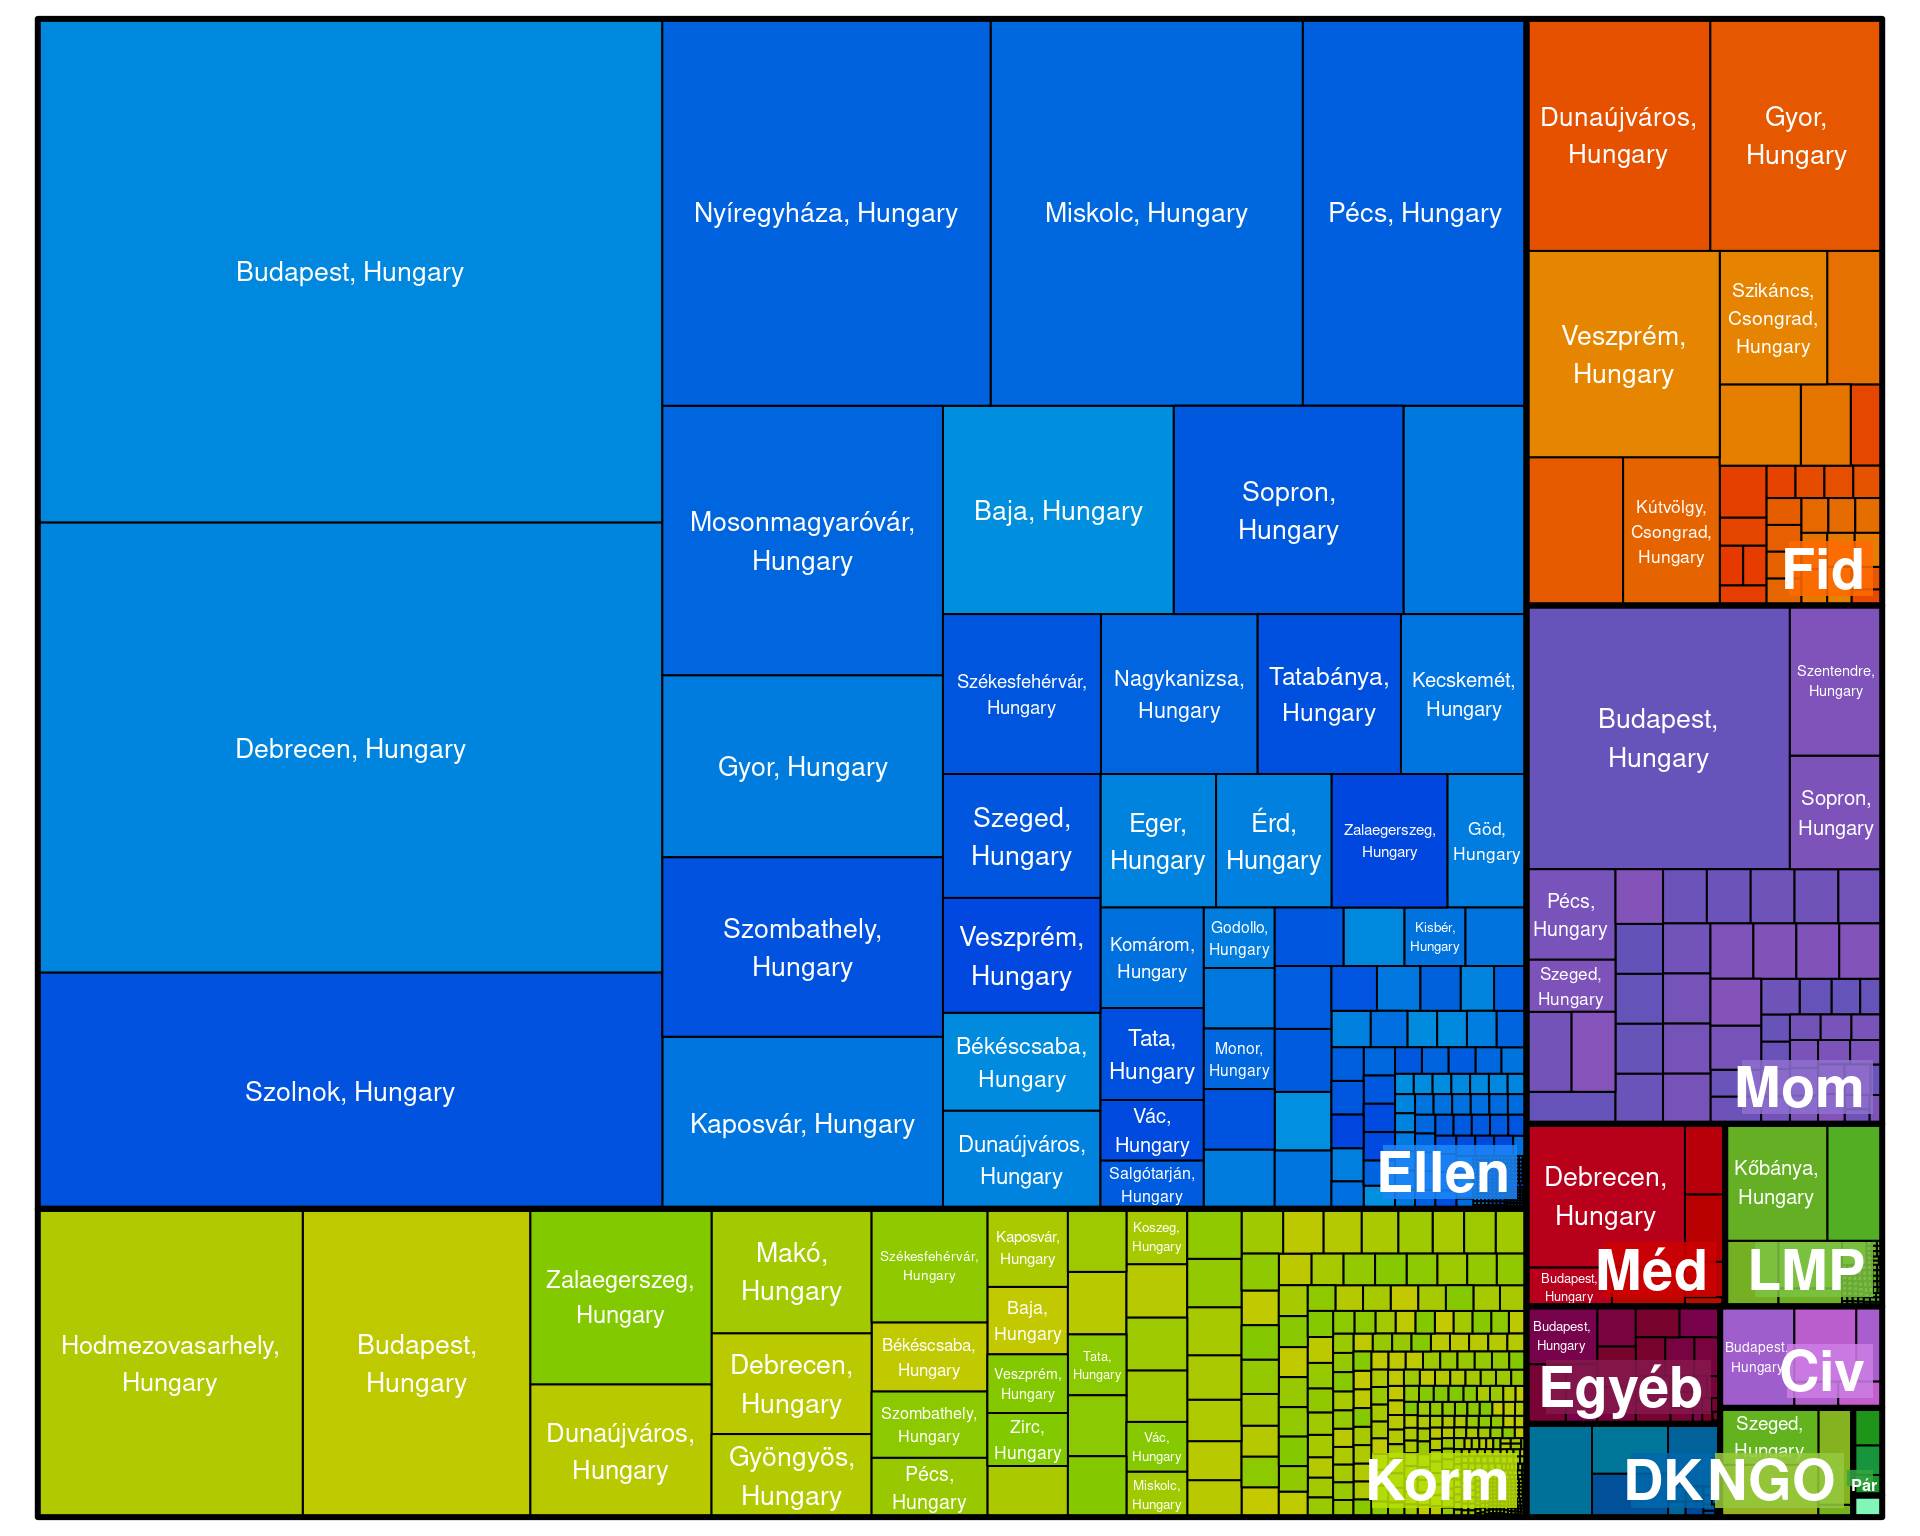 Budapest, Hungary
Debrecen, Hungary
Szolnok, Hungary
Nyíregyháza, Hungary
Miskolc, Hungary
Pécs, Hungary
Mosonmagyaróvár,
Hungary
Gyor, Hungary
Szombathely,
Hungary
Kaposvár, Hungary
Baja, Hungary
Sopron,
Hungary
Székesfehérvár,
Hungary
Nagykanizsa,
Hungary
Tatabánya,
Hungary
Kecskemét,
Hungary
Szeged,
Hungary
Eger,
Hungary
Érd,
Hungary
Zalaegerszeg,
Hungary
Göd,
Hungary
Veszprém,
Hungary
Komárom,
Hungary
Godollo,
Hungary
Kisbér,
Hungary
Békéscsaba,
Hungary
Tata,
Hungary
Monor,
Hungary
Dunaújváros,
Hungary
Vác,
Hungary
Salgótarján,
Hungary
Ellen
Dunaújváros,
Hungary
Gyor,
Hungary
Veszprém,
Hungary
Szikáncs,
Csongrad,
Hungary
Kútvölgy,
Csongrad,
Hungary
Fid
Budapest,
Hungary
Szentendre,
Hungary
Sopron,
Hungary
Pécs,
Hungary
Szeged,
Hungary
Mom
Debrecen,
Hungary
Budapest,
Hungary
Méd
Kőbánya,
Hungary
LMP
Budapest,
Hungary
Egyéb
Budapest,
Hungary
Civ
DK
Szeged,
Hungary
NGO
Pár
Hodmezovasarhely,
Hungary
Budapest,
Hungary
Zalaegerszeg,
Hungary
Dunaújváros,
Hungary
Makó,
Hungary
Debrecen,
Hungary
Gyöngyös,
Hungary
Székesfehérvár,
Hungary
Békéscsaba,
Hungary
Szombathely,
Hungary
Pécs,
Hungary
Kaposvár,
Hungary
Baja,
Hungary
Veszprém,
Hungary
Zirc,
Hungary
Tata,
Hungary
Koszeg,
Hungary
Vác,
Hungary
Miskolc,
Hungary
Korm